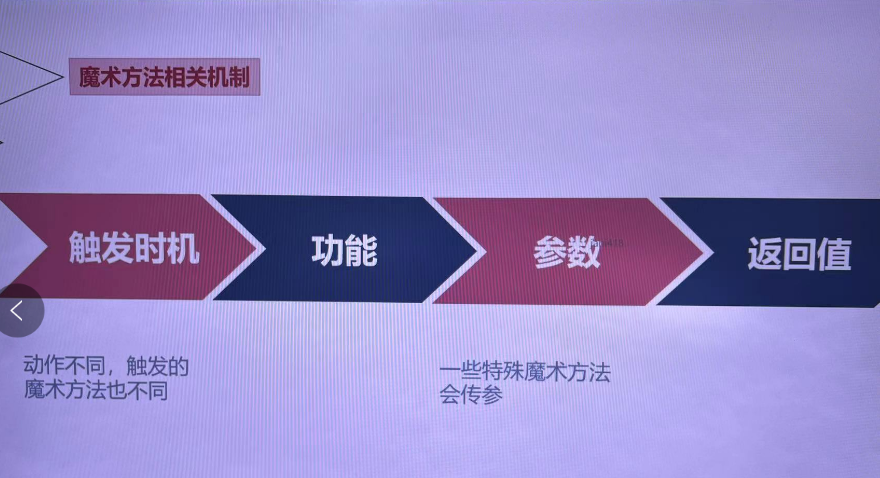 魔术方法相关机制
触发时机
功能
参数
返回值
动作不同，触发的
魔术方法也不同
一些特殊魔术方法
会传参